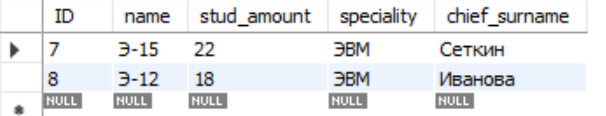 ID name stud_amount speciality chief_surname
7 Э-15 22 ЭВМ Сеткин
8 Э-12 18 ЭВМ Иванова
NULL NULL NULL NULL NULL